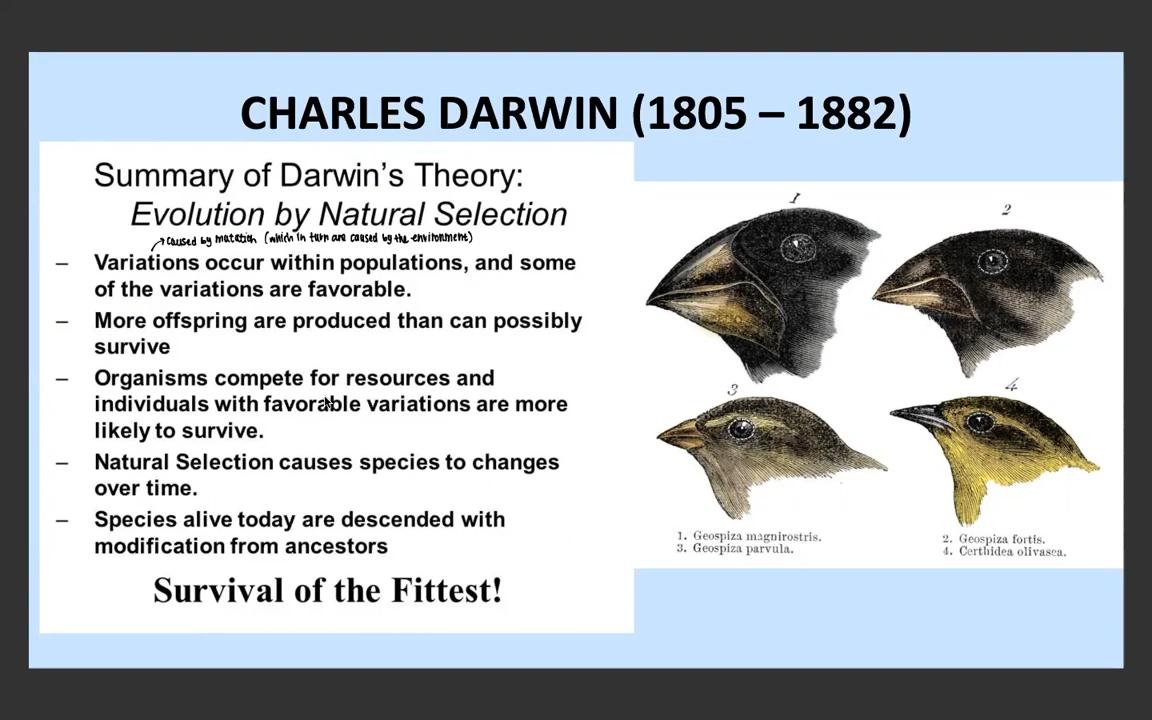 CHARLES DARWIN (1805 – 1882)
Summary of Darwin's Theory:
Evolution by Natural Selection
caused by mutation (which in turn are caused by the environment)
– Variations occur within populations, and some
of the variations are favorable.
– More offspring are produced than can possibly
survive
– Organisms compete for resources and
individuals with favorable variations are more
likely to survive.
– Natural Selection causes species to changes
over time.
– Species alive today are descended with
modification from ancestors
Survival of the Fittest!
1
2
3
4
1. Geospiza magnirostris.
2. Geospiza fortis.
3. Geospiza parvula.
4. Certhidea olivasea.